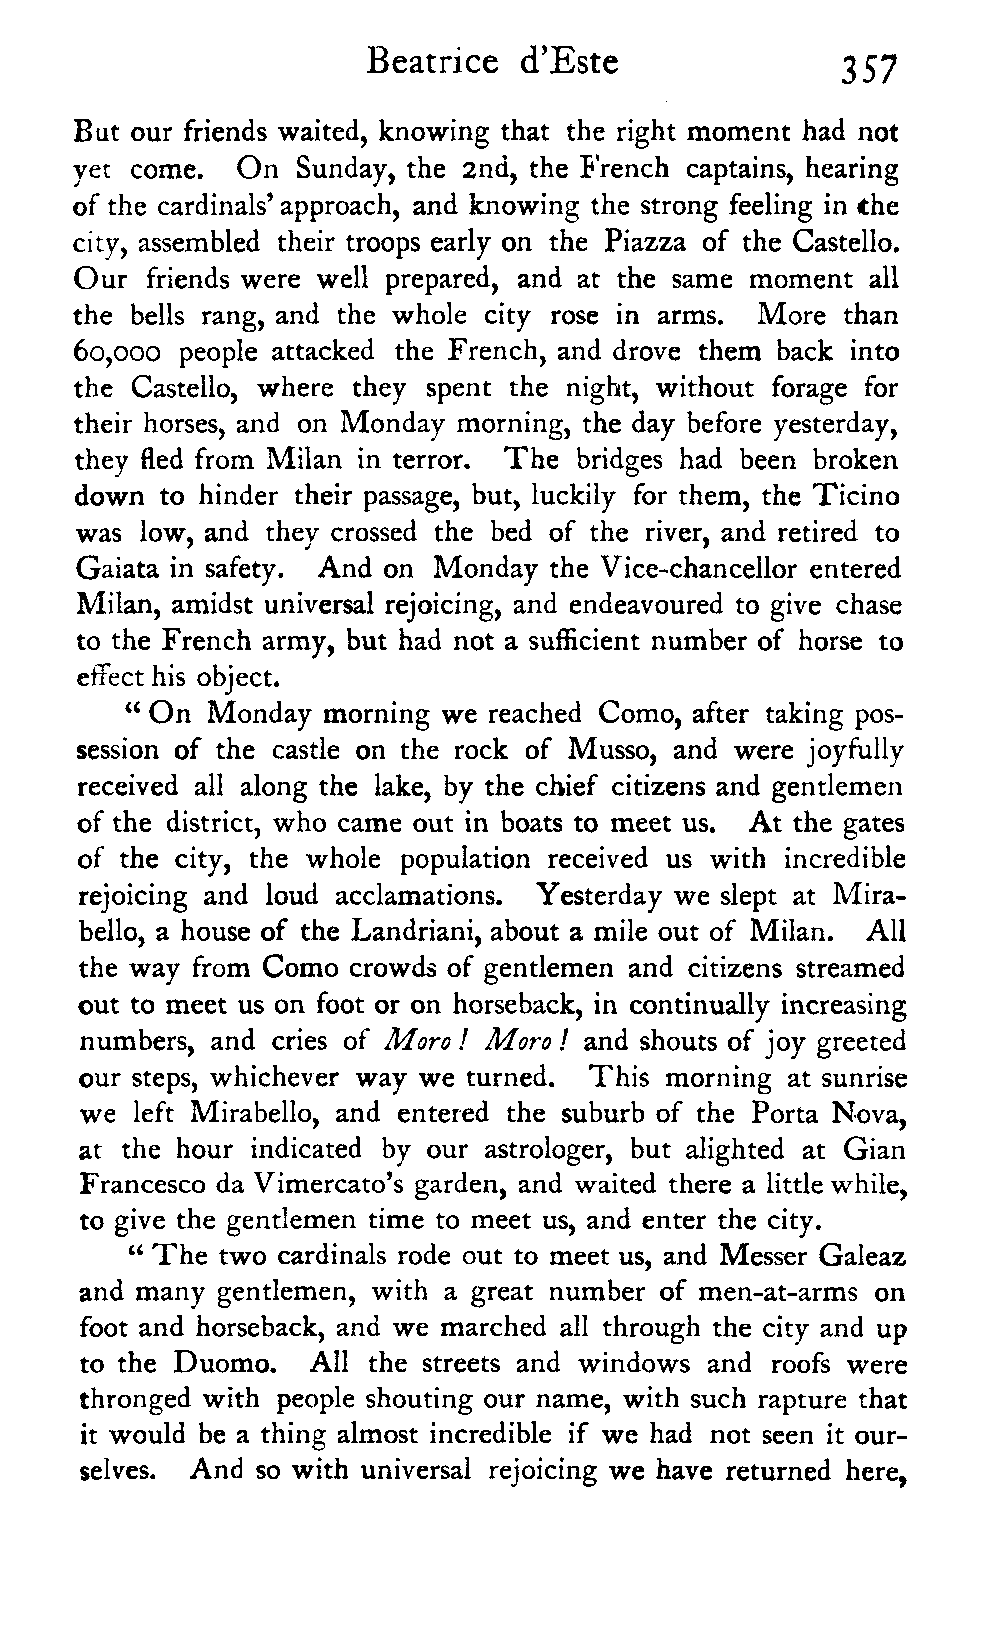 Beatrice d'Este 357
But our friends waited, knowing that the right moment had not
yet come. On Sunday, the 2nd, the French captains, hearing
of the cardinals' approach, and knowing the strong feeling in the
city, assembled their troops early on the Piazza of the Castello.
Our friends were well prepared, and at the same moment all
the bells rang, and the whole city rose in arms. More than
60,000 people attacked the French, and drove them back into
the Castello, where they spent the night, without forage for
their horses, and on Monday morning, the day before yesterday,
they fled from Milan in terror. The bridges had been broken
down to hinder their passage, but, luckily for them, the Ticino
was low, and they crossed the bed of the river, and retired to
Gaiata in safety. And on Monday the Vice-chancellor entered
Milan, amidst universal rejoicing, and endeavoured to give chase
to the French army, but had not a sufficient number of horse to
effect his object.
“ On Monday morning we reached Como, after taking pos-
session of the castle on the rock of Musso, and were joyfully
received all along the lake, by the chief citizens and gentlemen
of the district, who came out in boats to meet us. At the gates
of the city, the whole population received us with incredible
rejoicing and loud acclamations. Yesterday we slept at Mira-
bello, a house of the Landriani, about a mile out of Milan. All
the way from Como crowds of gentlemen and citizens streamed
out to meet us on foot or on horseback, in continually increasing
numbers, and cries of Moro! Moro! and shouts of joy greeted
our steps, whichever way we turned. This morning at sunrise
we left Mirabello, and entered the suburb of the Porta Nova,
at the hour indicated by our astrologer, but alighted at Gian
Francesco da Vimercato's garden, and waited there a little while,
to give the gentlemen time to meet us, and enter the city.
“ The two cardinals rode out to meet us, and Messer Galeaz
and many gentlemen, with a great number of men-at-arms on
foot and horseback, and we marched all through the city and up
to the Duomo. All the streets and windows and roofs were
thronged with people shouting our name, with such rapture that
it would be a thing almost incredible if we had not seen it our-
selves. And so with universal rejoicing we have returned here,